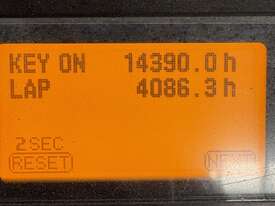 KEY ON 14390.0 h
LAP 4086.3 h
2 SEC
RESET NEXT